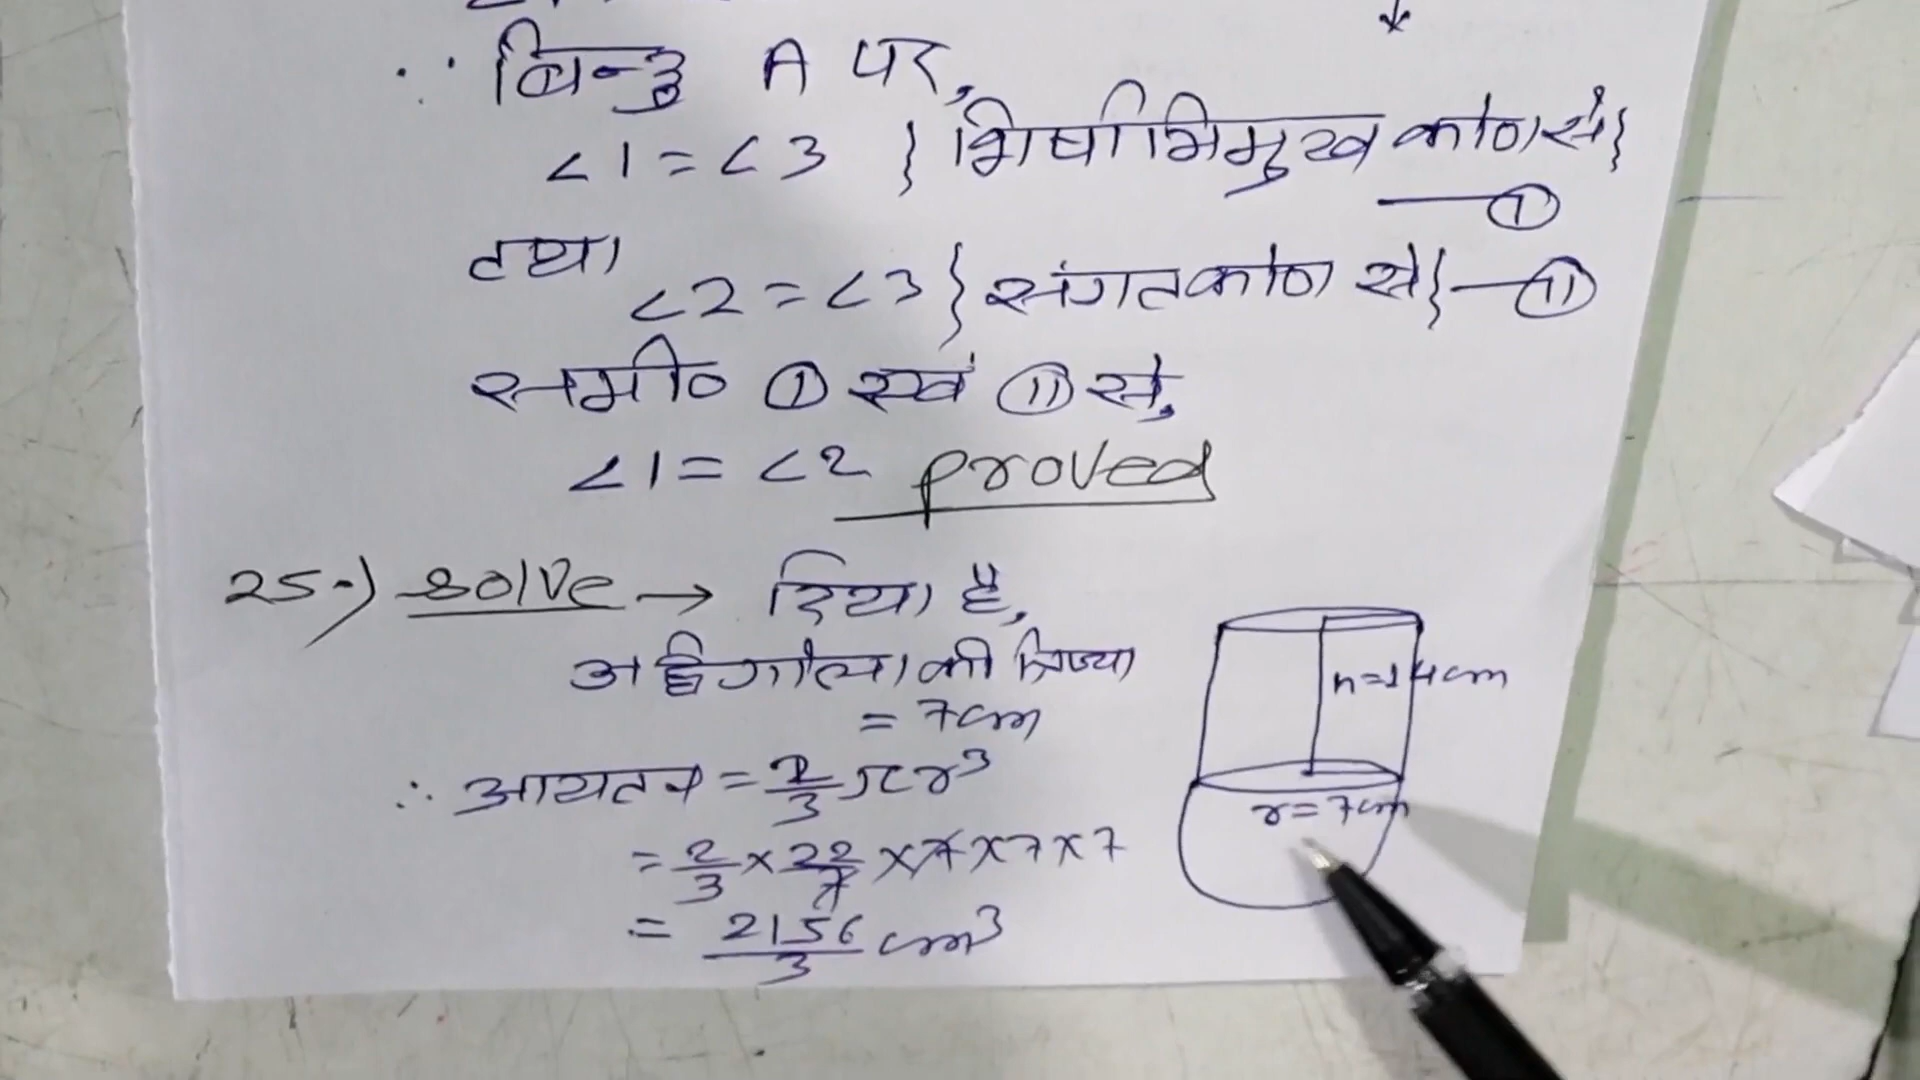 ∴ बिन्दु A पर,
∠1 = ∠3 } शिर्षाभिमुख कोण से}
—— (I)
तथा
∠2 = ∠3 } संगत कोण से } — (II)
समी० (I) एवं (II) से,
∠1 = ∠2 proved
25.) solve → दिया है,
अर्द्धगोला की त्रिज्या
= 7cm
∴ आयतन = 2/3 πr³
= 2/3 × 22/7 × 7 × 7 × 7
= 2156/3 cm³
h=14cm
r=7cm